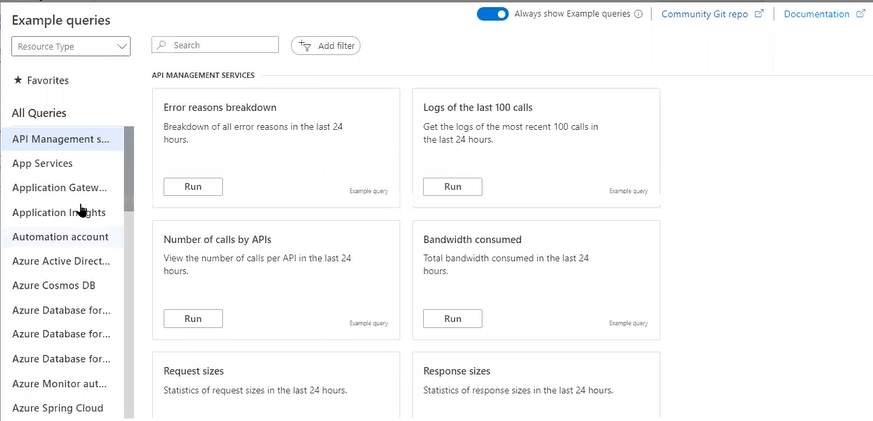 Example queries
Always show Example queries
Community Git repo
Documentation
Resource Type
Search
Add filter
Favorites
All Queries
API Management s...
App Services
Application Gatew...
Application Insights
Automation account
Azure Active Direct...
Azure Cosmos DB
Azure Database for...
Azure Database for...
Azure Database for...
Azure Monitor aut...
Azure Spring Cloud
API MANAGEMENT SERVICES
Error reasons breakdown
Breakdown of all error reasons in the last 24
hours.
Run
Example query
Logs of the last 100 calls
Get the logs of the most recent 100 calls in
the last 24 hours.
Run
Example query
Number of calls by APIs
View the number of calls per API in the last 24
hours.
Run
Example query
Bandwidth consumed
Total bandwidth consumed in the last 24
hours.
Run
Example query
Request sizes
Statistics of request sizes in the last 24 hours.
Response sizes
Statistics of response sizes in the last 24 hours.